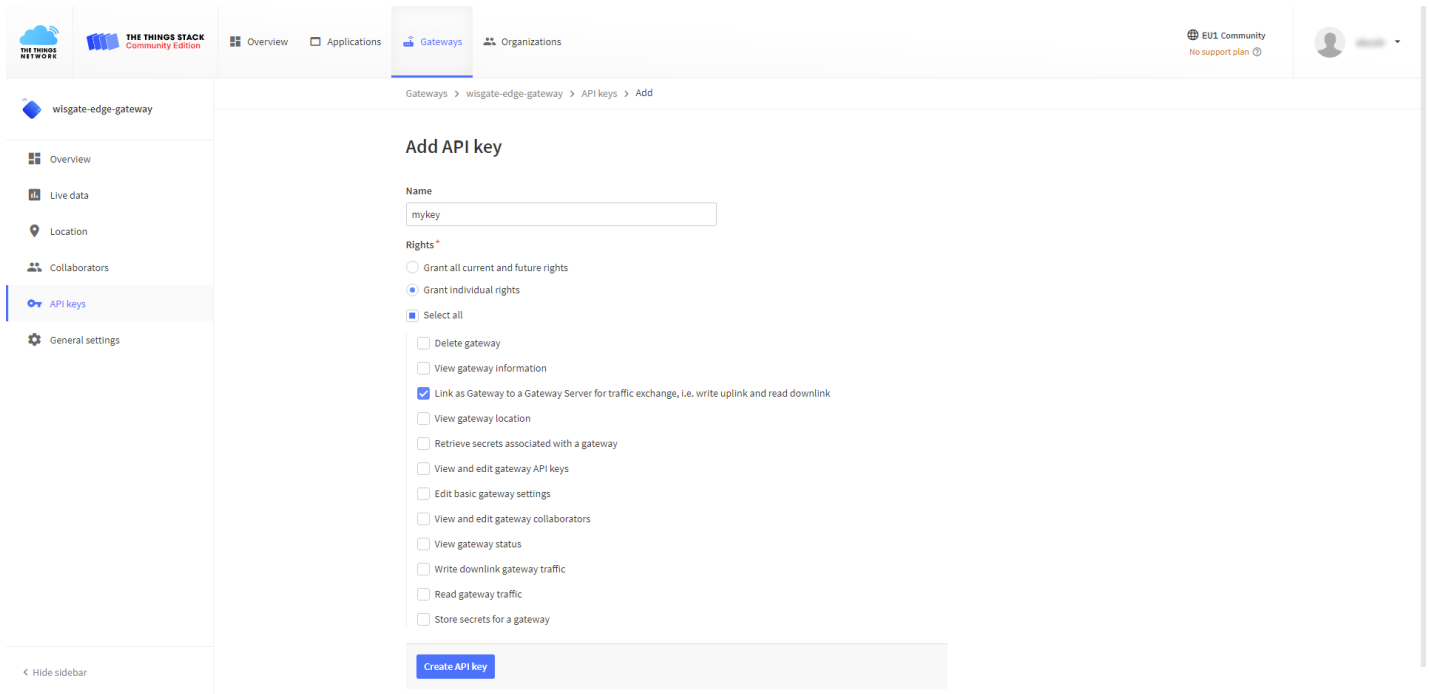 THE THINGS
NETWORK
THE THINGS STACK
Community Edition
Overview
Applications
Gateways
Organizations
EU1 Community
No support plan
wisgate-edge-gateway
Gateways > wisgate-edge-gateway > API keys > Add
Overview
Live data
Location
Collaborators
API keys
General settings
Hide sidebar
Add API key
Name
mykey
Rights*
Grant all current and future rights
Grant individual rights
Select all
Delete gateway
View gateway information
Link as Gateway to a Gateway Server for traffic exchange, i.e. write uplink and read downlink
View gateway location
Retrieve secrets associated with a gateway
View and edit gateway API keys
Edit basic gateway settings
View and edit gateway collaborators
View gateway status
Write downlink gateway traffic
Read gateway traffic
Store secrets for a gateway
Create API key